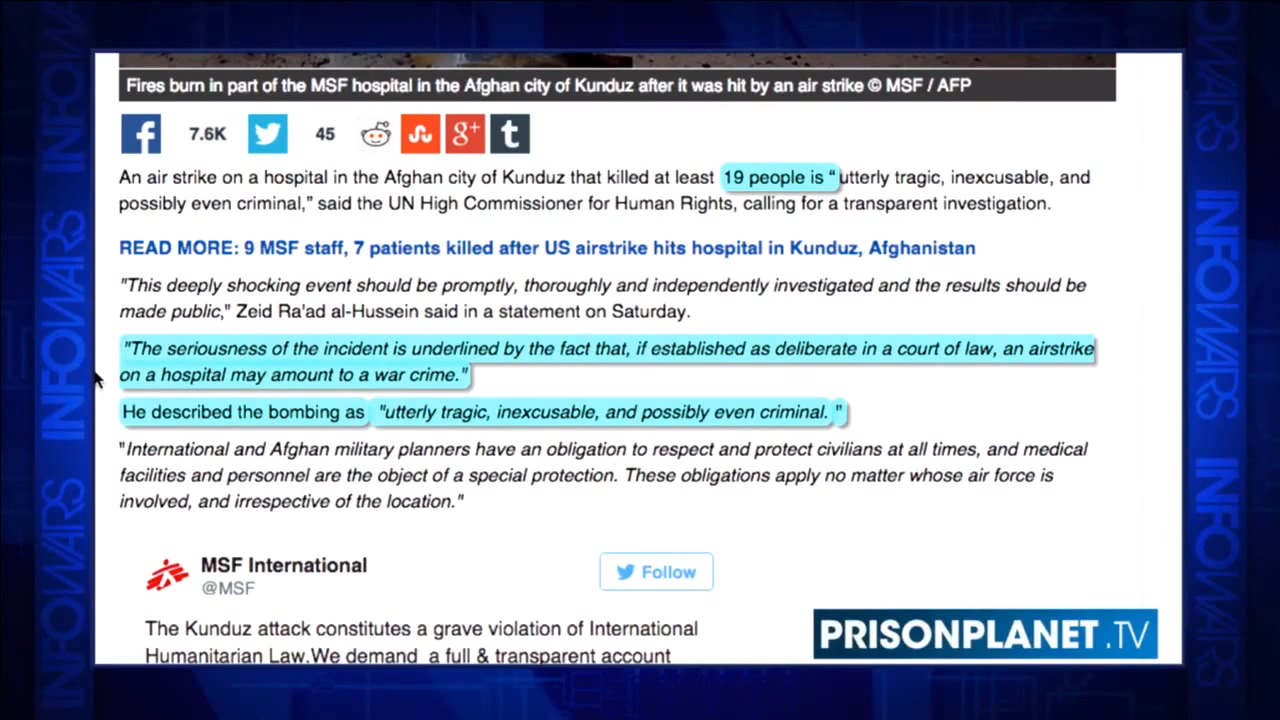 Fires burn in part of the MSF hospital in the Afghan city of Kunduz after it was hit by an air strike © MSF / AFP
f 7.6K 45 g+ t
An air strike on a hospital in the Afghan city of Kunduz that killed at least 19 people is “utterly tragic, inexcusable, and
possibly even criminal,” said the UN High Commissioner for Human Rights, calling for a transparent investigation.
READ MORE: 9 MSF staff, 7 patients killed after US airstrike hits hospital in Kunduz, Afghanistan
"This deeply shocking event should be promptly, thoroughly and independently investigated and the results should be
made public," Zeid Ra'ad al-Hussein said in a statement on Saturday.
"The seriousness of the incident is underlined by the fact that, if established as deliberate in a court of law, an airstrike
on a hospital may amount to a war crime."
He described the bombing as "utterly tragic, inexcusable, and possibly even criminal. "
"International and Afghan military planners have an obligation to respect and protect civilians at all times, and medical
facilities and personnel are the object of a special protection. These obligations apply no matter whose air force is
involved, and irrespective of the location."
MSF International
@MSF
Follow
The Kunduz attack constitutes a grave violation of International
Humanitarian Law.We demand a full & transparent account
PRISONPLANET.TV
INFOWARS
INFOWARS
INFOWARS
INFOWARS
INFOWARS
INFOWARS